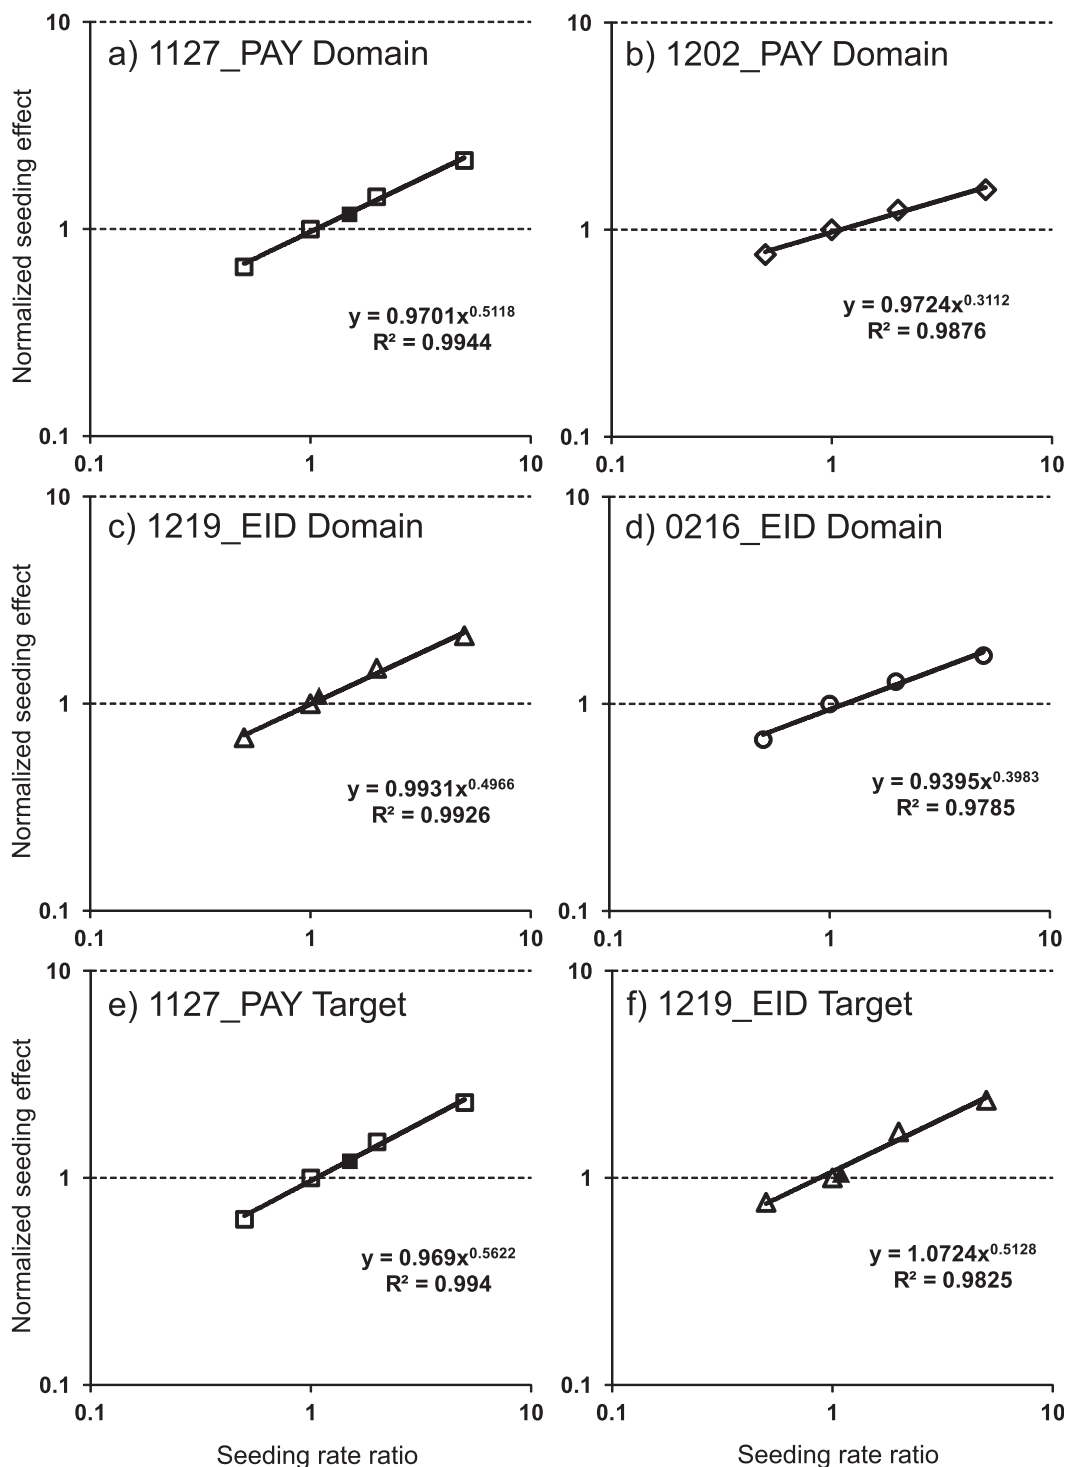 10
a) 1127_PAY Domain
Normalized seeding effect
1
y = 0.9701x^0.5118
R² = 0.9944
0.1
0.1 1 10
10
b) 1202_PAY Domain
1
y = 0.9724x^0.3112
R² = 0.9876
0.1
0.1 1 10
10
c) 1219_EID Domain
Normalized seeding effect
1
y = 0.9931x^0.4966
R² = 0.9926
0.1
0.1 1 10
10
d) 0216_EID Domain
1
y = 0.9395x^0.3983
R² = 0.9785
0.1
0.1 1 10
10
e) 1127_PAY Target
Normalized seeding effect
1
y = 0.969x^0.5622
R² = 0.994
0.1
0.1 1 10
Seeding rate ratio
10
f) 1219_EID Target
1
y = 1.0724x^0.5128
R² = 0.9825
0.1
0.1 1 10
Seeding rate ratio